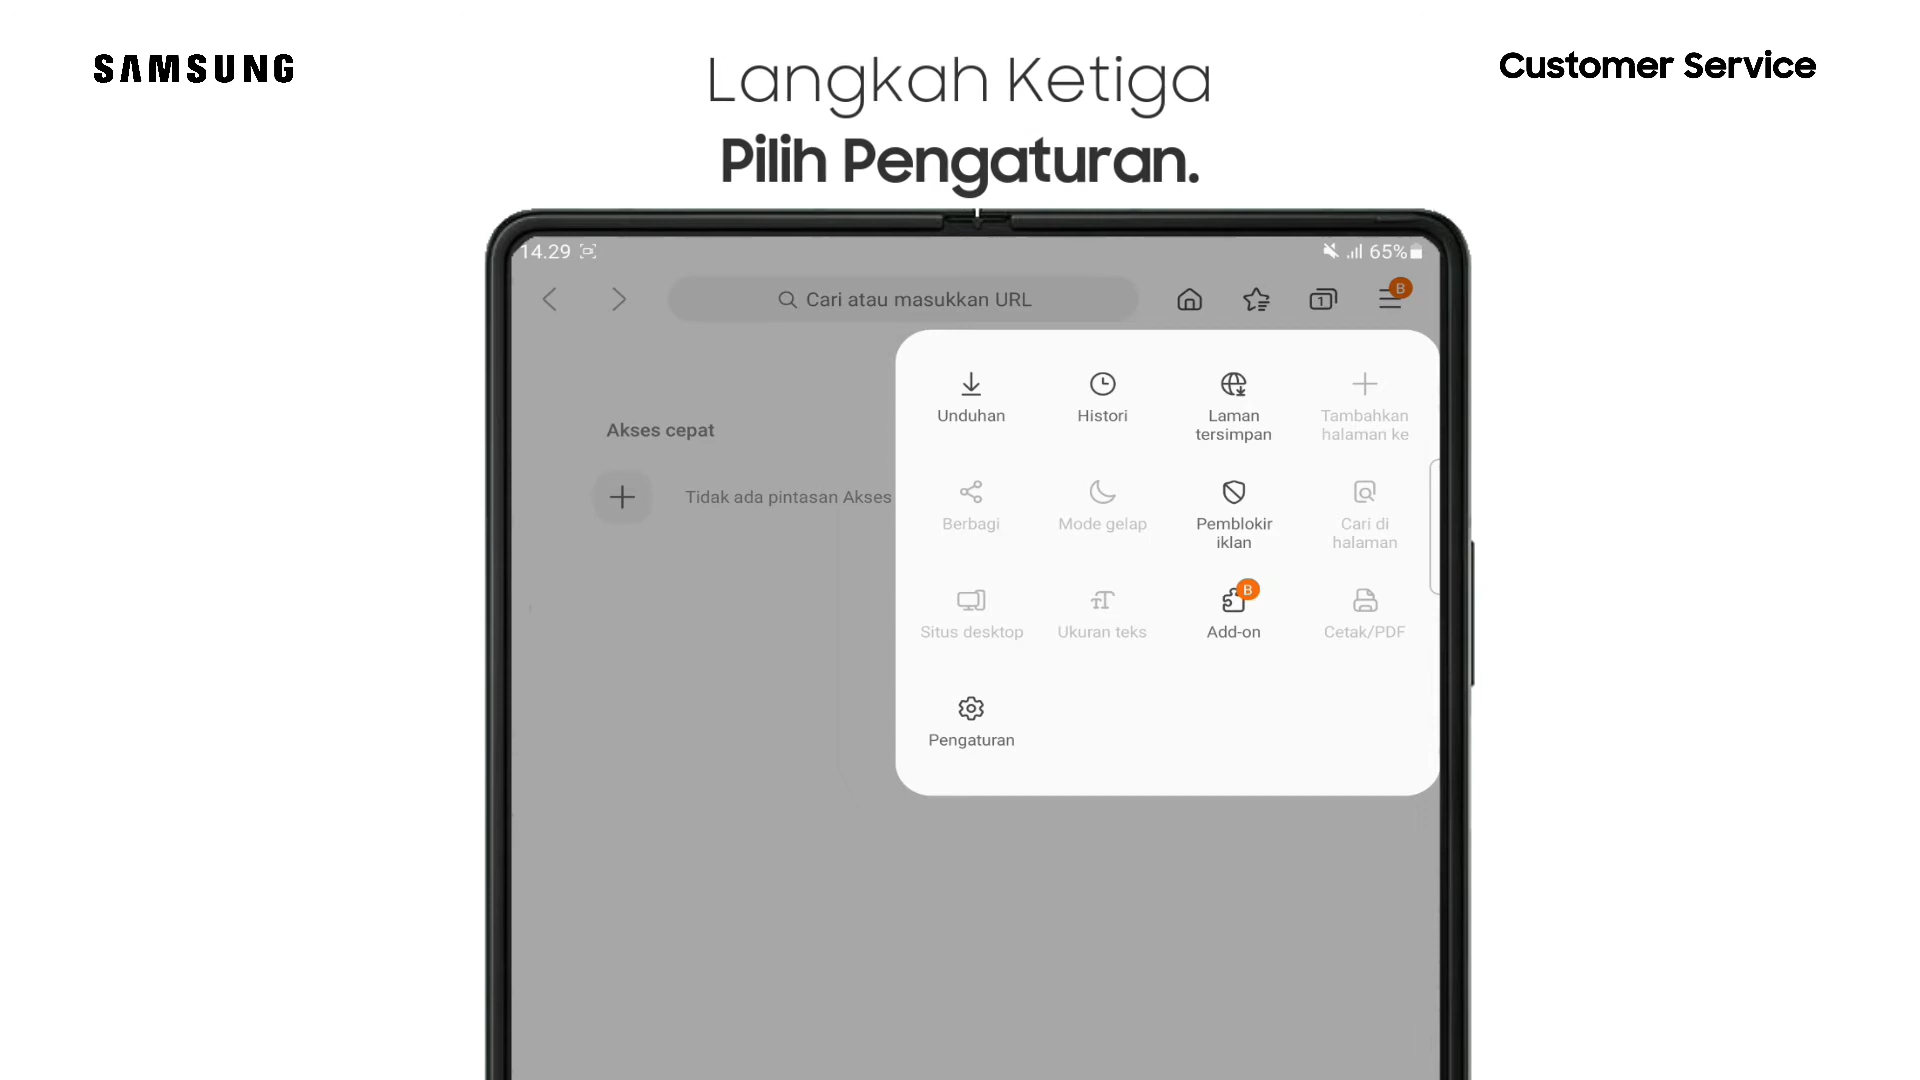 SAMSUNG
Langkah Ketiga
Pilih Pengaturan.
Customer Service
14.29
65%
Cari atau masukkan URL
1
B
Akses cepat
Tidak ada pintasan Akses
Unduhan
Histori
Laman
tersimpan
Tambahkan
halaman ke
Berbagi
Mode gelap
Pemblokir
iklan
Cari di
halaman
Situs desktop
Ukuran teks
B
Add-on
Cetak/PDF
Pengaturan